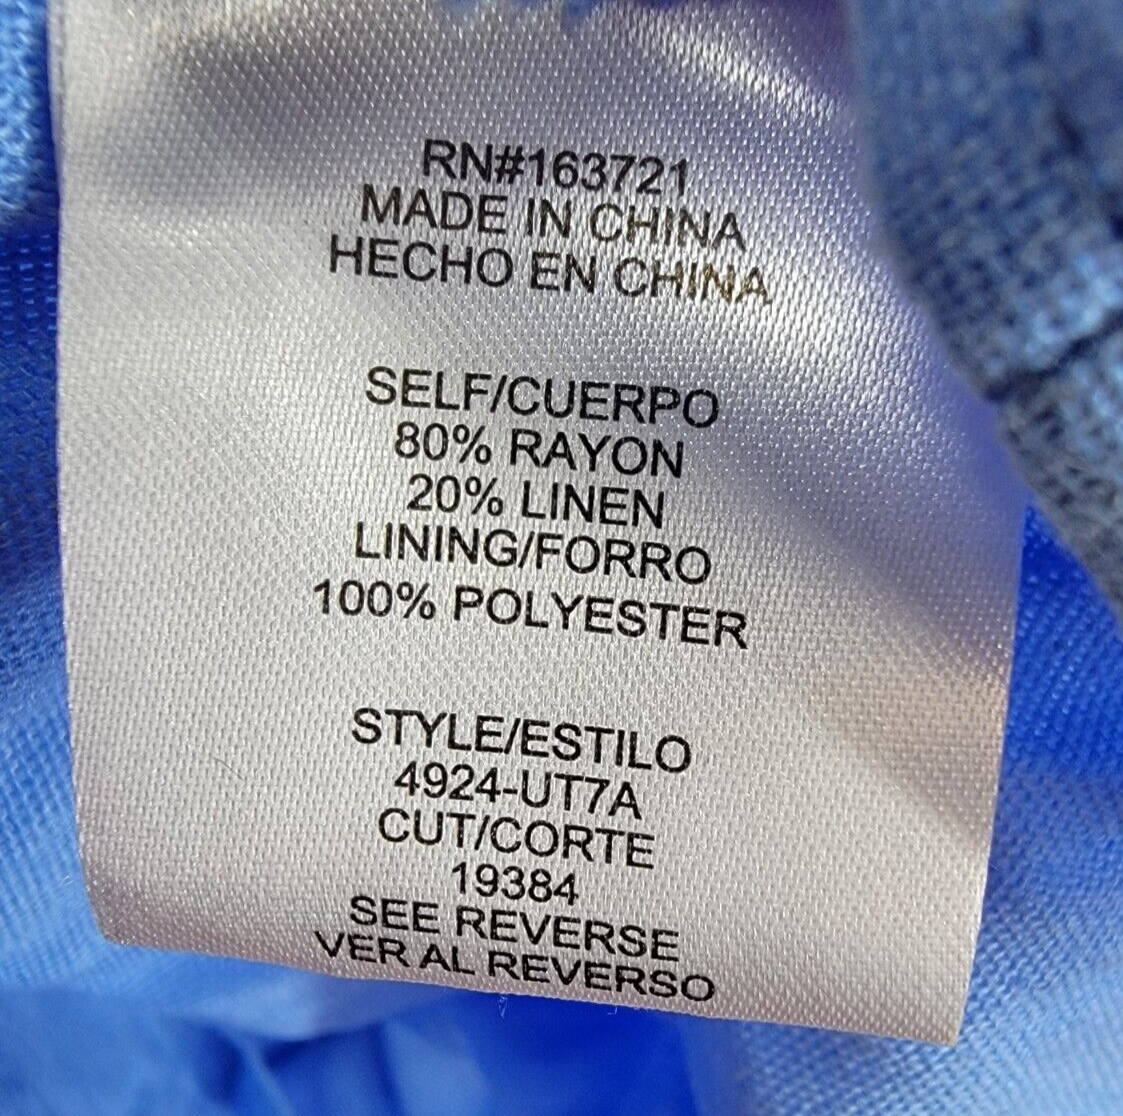 RN#163721
MADE IN CHINA
HECHO EN CHINA
SELF/CUERPO
80% RAYON
20% LINEN
LINING/FORRO
100% POLYESTER
STYLE/ESTILO
4924-UT7A
CUT/CORTE
19384
SEE REVERSE
VER AL REVERSO